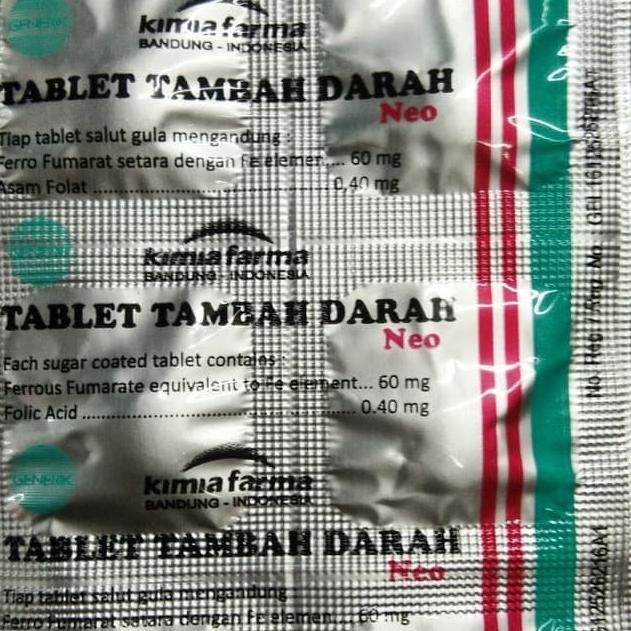 GENERIK
kimia farma
BANDUNG - INDONESIA
TABLET TAMBAH DARAH
Neo
Tiap tablet salut gula mengandung :
Ferro Fumarat setara dengan Fe elemen.... 60 mg
Asam Folat ........................................... 0,40 mg
kimia farma
BANDUNG - INDONESIA
TABLET TAMBAH DARAH
Neo
Each sugar coated tablet contains :
Ferrous Fumarate equivalent to Fe element... 60 mg
Folic Acid ................................................ 0.40 mg
GENERIK
kimia farma
BANDUNG - INDONESIA
TABLET TAMBAH DARAH
Neo
Tiap tablet salut gula mengandung
Ferro Fumarat setara dengan Fe elemen.... 60 mg
No. Reg./